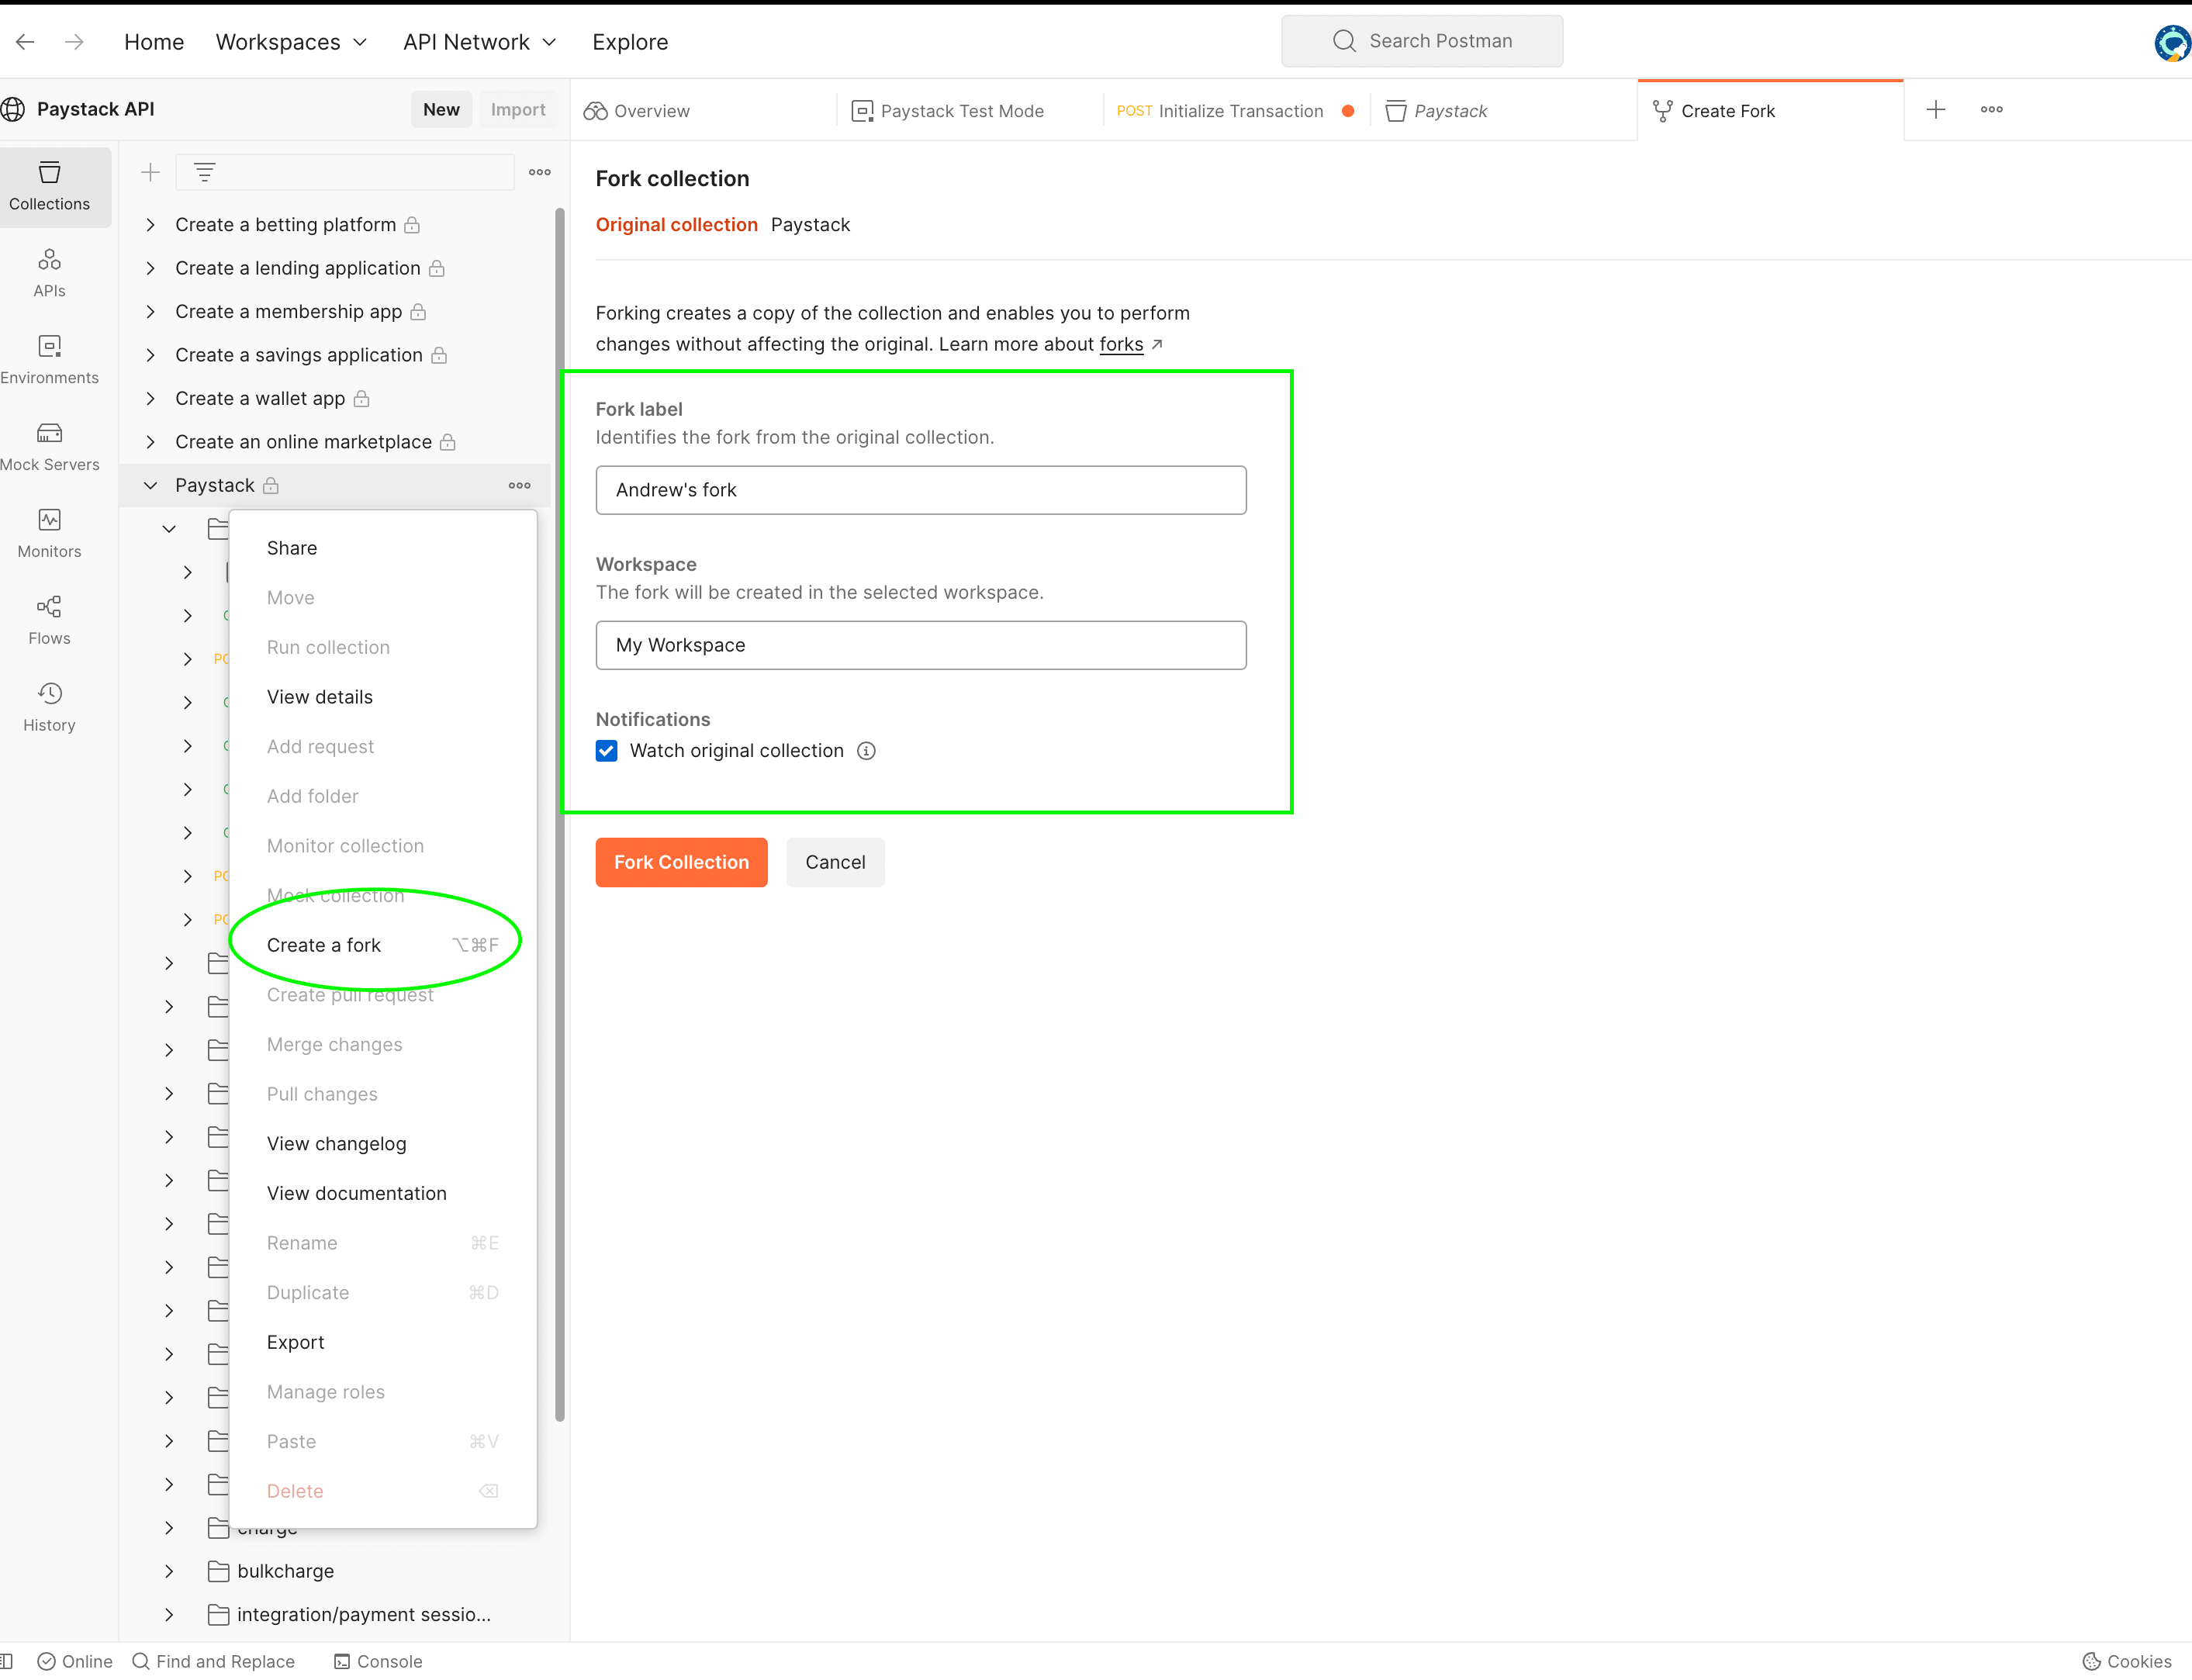 Home Workspaces API Network Explore Search Postman
Paystack API New Import
Overview Paystack Test Mode POST Initialize Transaction Paystack Create Fork
Collections
APIs
Environments
Mock Servers
Monitors
Flows
History
Create a betting platform
Create a lending application
Create a membership app
Create a savings application
Create a wallet app
Create an online marketplace
Paystack
Share
Move
Run collection
View details
Add request
Add folder
Monitor collection
Mock collection
Create a fork ⌥⌘F
Create pull request
Merge changes
Pull changes
View changelog
View documentation
Rename ⌘E
Duplicate ⌘D
Export
Manage roles
Paste ⌘V
Delete
charge
bulkcharge
integration/payment sessio...
Fork collection
Original collection Paystack
Forking creates a copy of the collection and enables you to perform
changes without affecting the original. Learn more about forks ↗
Fork label
Identifies the fork from the original collection.
Andrew's fork
Workspace
The fork will be created in the selected workspace.
My Workspace
Notifications
Watch original collection
Fork Collection Cancel
Online Find and Replace Console Cookies